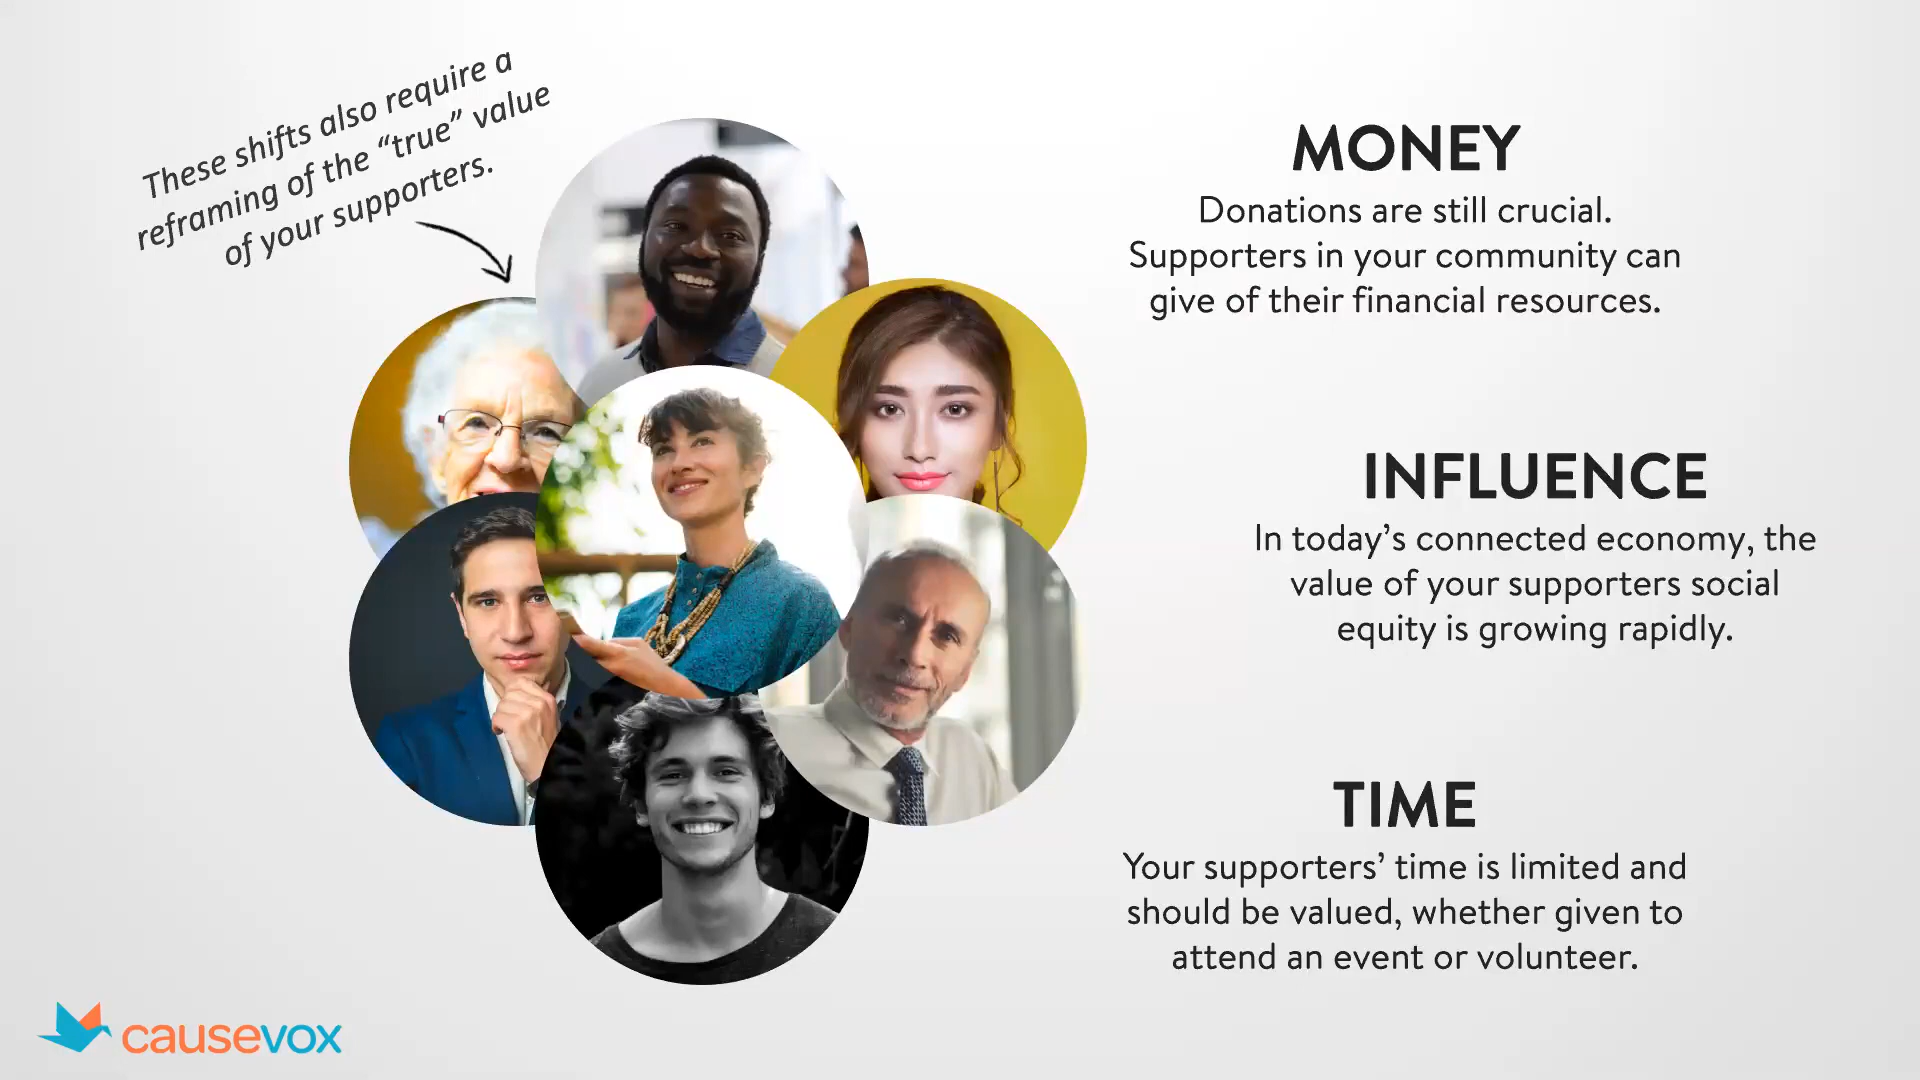 These shifts also require a
reframing of the “true” value
of your supporters.
MONEY
Donations are still crucial.
Supporters in your community can
give of their financial resources.
INFLUENCE
In today’s connected economy, the
value of your supporters social
equity is growing rapidly.
TIME
Your supporters’ time is limited and
should be valued, whether given to
attend an event or volunteer.
causevox